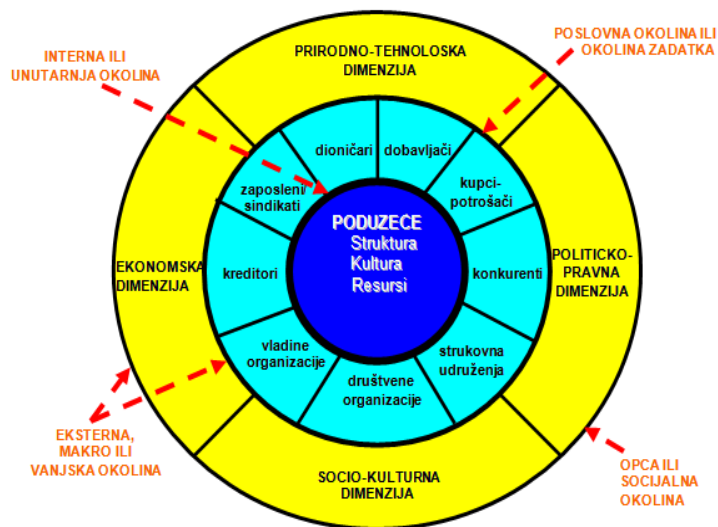 INTERNA ILI
UNUTARNJA OKOLINA
POSLOVNA OKOLINA ILI
OKOLINA ZADATKA
PRIRODNO-TEHNOLOSKA
DIMENZIJA
dioničari
dobavljači
zaposleni/
sindikati
kupci-
potrošači
PODUZECE
Struktura
Kultura
Resursi
EKONOMSKA
DIMENZIJA
kreditori
konkurenti
POLITICKO-
PRAVNA
DIMENZIJA
vladine
organizacije
strukovna
udruženja
društvene
organizacije
EKSTERNA,
MAKRO ILI
VANJSKA OKOLINA
SOCIO-KULTURNA
DIMENZIJA
OPCA ILI
SOCIJALNA
OKOLINA